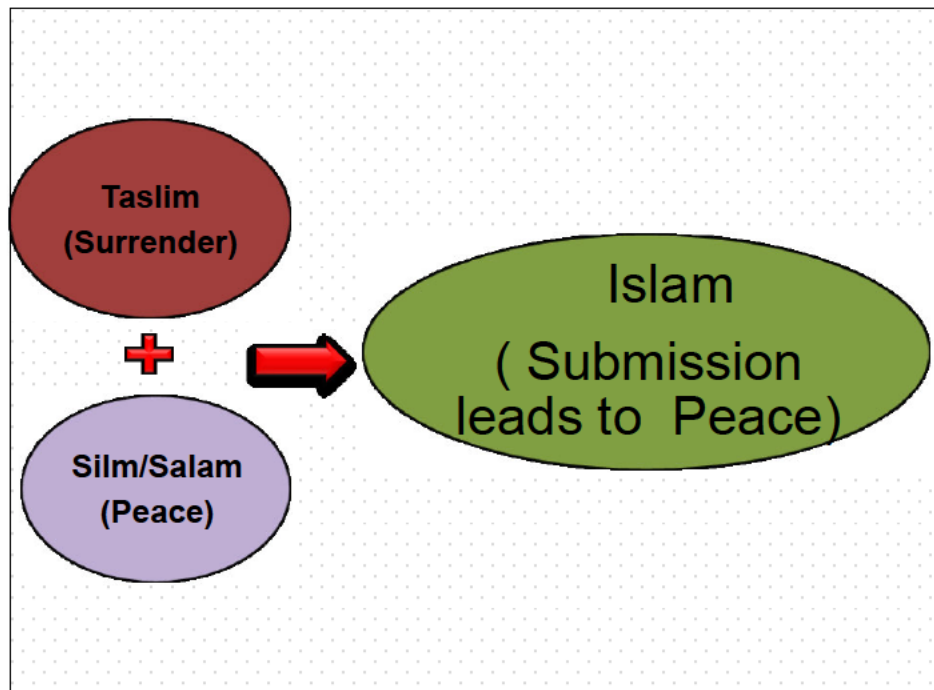 Taslim
(Surrender)
Silm/Salam
(Peace)
Islam
( Submission
leads to Peace)